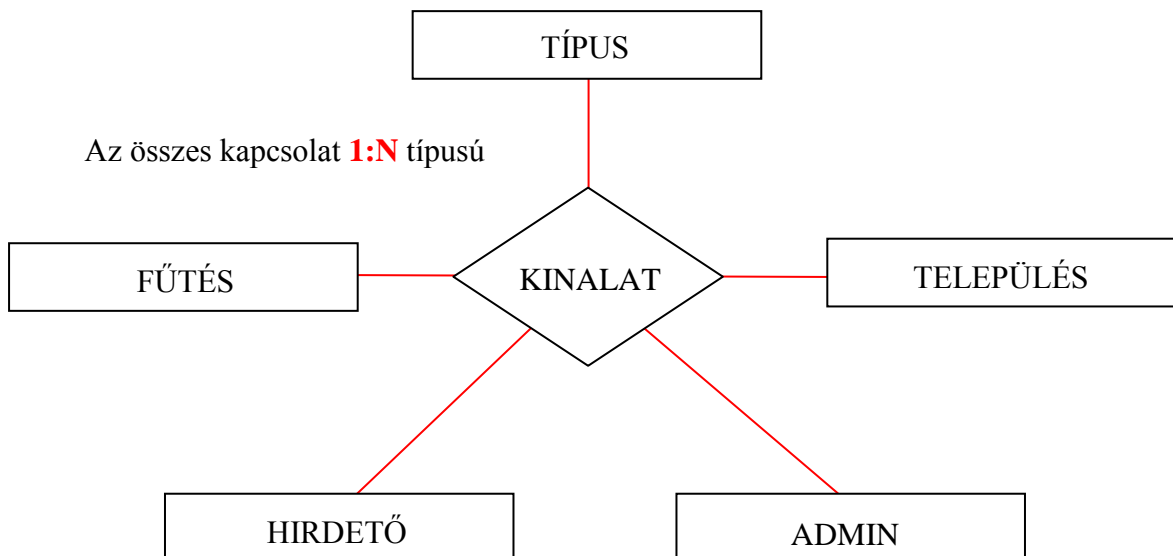 TÍPUS
Az összes kapcsolat 1:N típusú
FŰTÉS
KINALAT
TELEPÜLÉS
HIRDETŐ
ADMIN